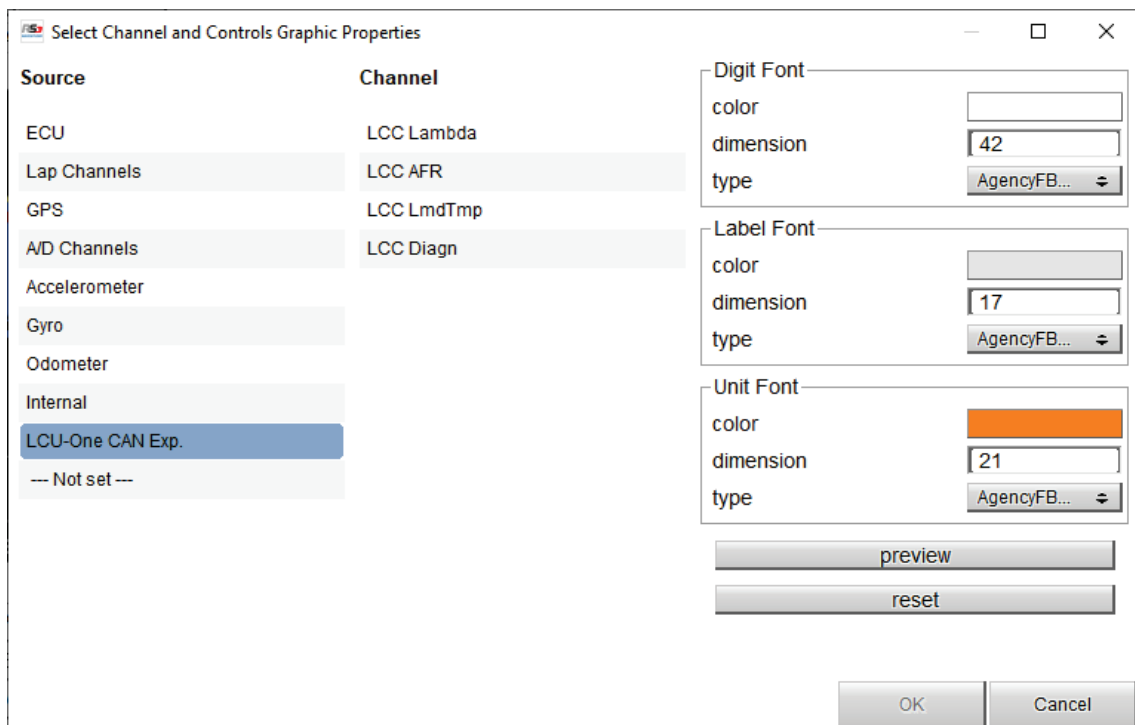 RS3 Select Channel and Controls Graphic Properties
Source
ECU
Lap Channels
GPS
A/D Channels
Accelerometer
Gyro
Odometer
Internal
LCU-One CAN Exp.
--- Not set ---
Channel
LCC Lambda
LCC AFR
LCC LmdTmp
LCC Diagn
Digit Font
color
dimension 42
type AgencyFB...
Label Font
color
dimension 17
type AgencyFB...
Unit Font
color
dimension 21
type AgencyFB...
preview
reset
OK Cancel